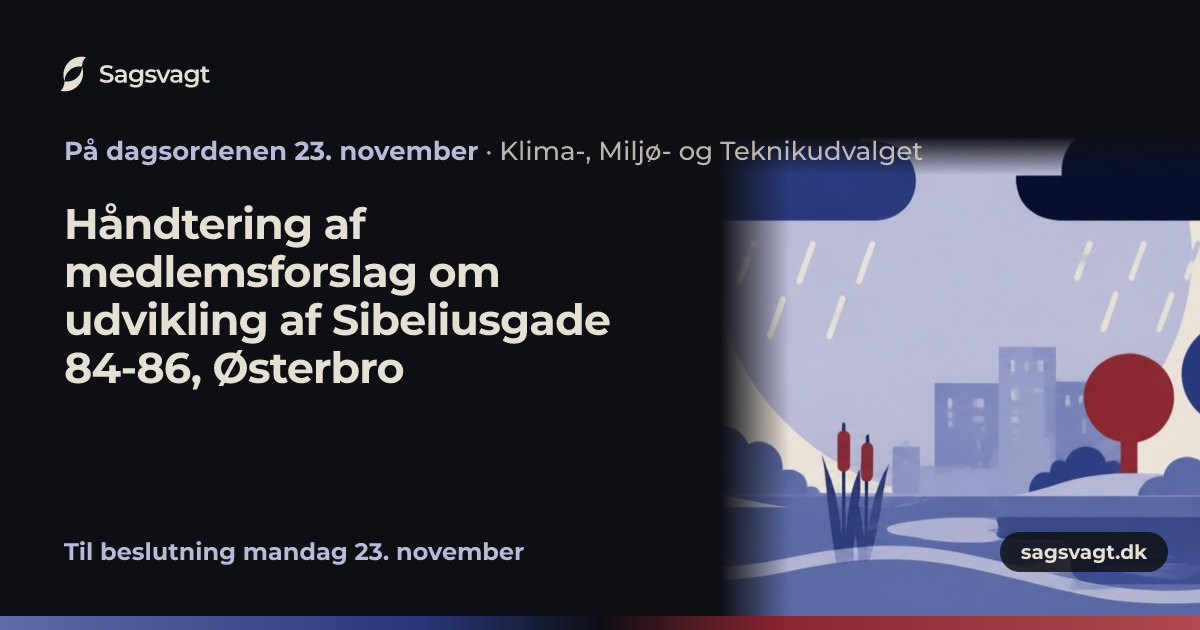 Sagsvagt
På dagsordenen 23. november · Klima-, Miljø- og Teknikudvalget
Håndtering af
medlemsforslag om
udvikling af Sibeliusgade
84-86, Østerbro
Til beslutning mandag 23. november
sagsvagt.dk